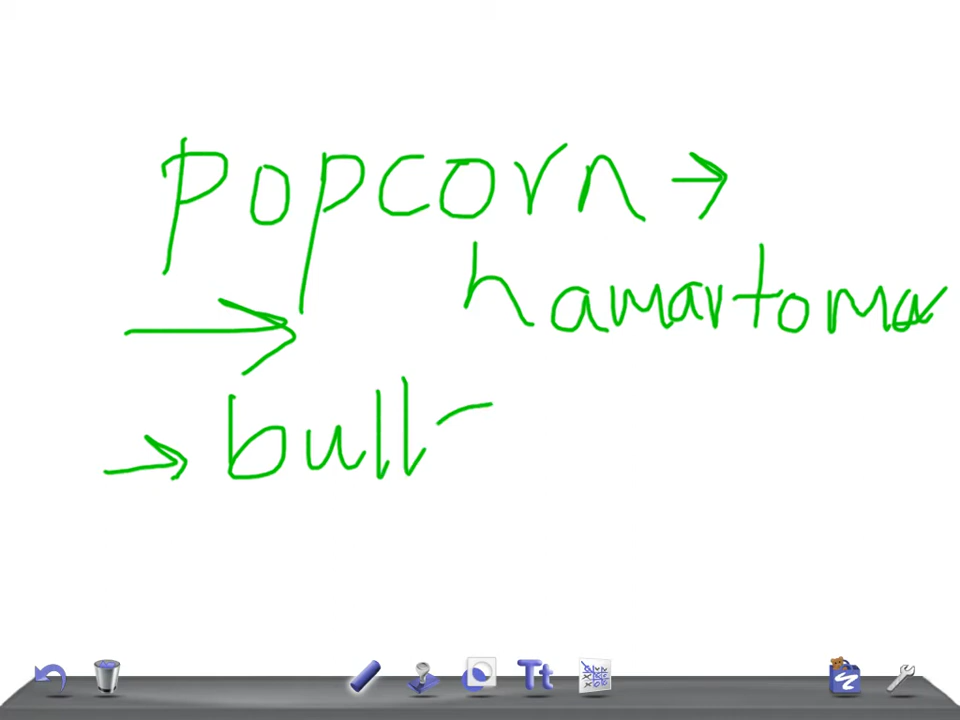 popcorn →
hamartoma
→
→ bull-
Tt